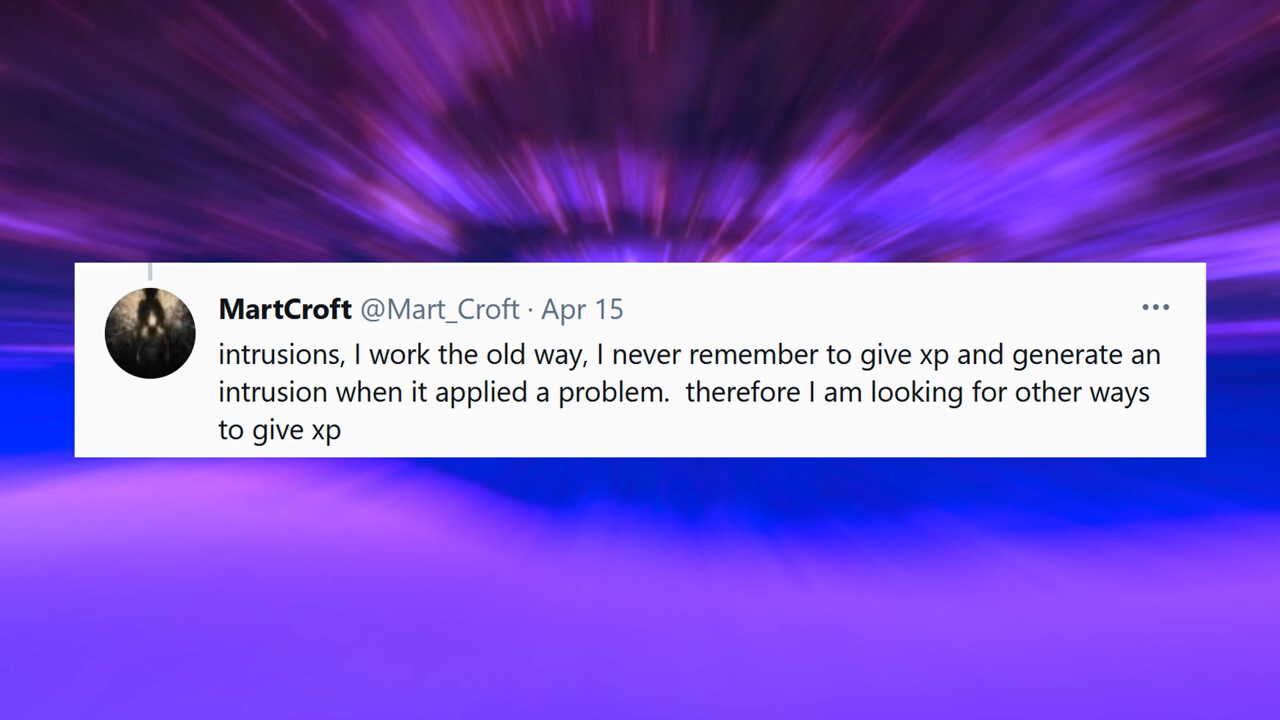 MartCroft @Mart_Croft · Apr 15
intrusions, I work the old way, I never remember to give xp and generate an
intrusion when it applied a problem.  therefore I am looking for other ways
to give xp